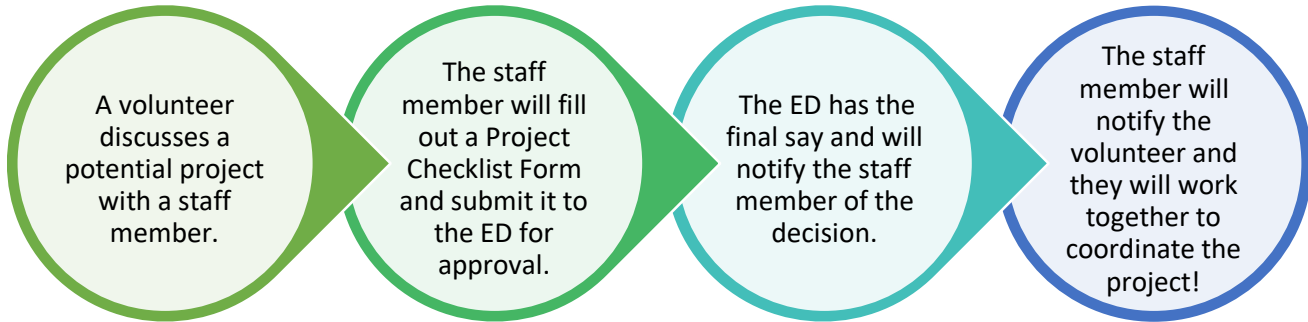 A volunteer
discusses a
potential project
with a staff
member.
The staff
member will fill
out a Project
Checklist Form
and submit it to
the ED for
approval.
The ED has the
final say and will
notify the staff
member of the
decision.
The staff
member will
notify the
volunteer and
they will work
together to
coordinate the
project!